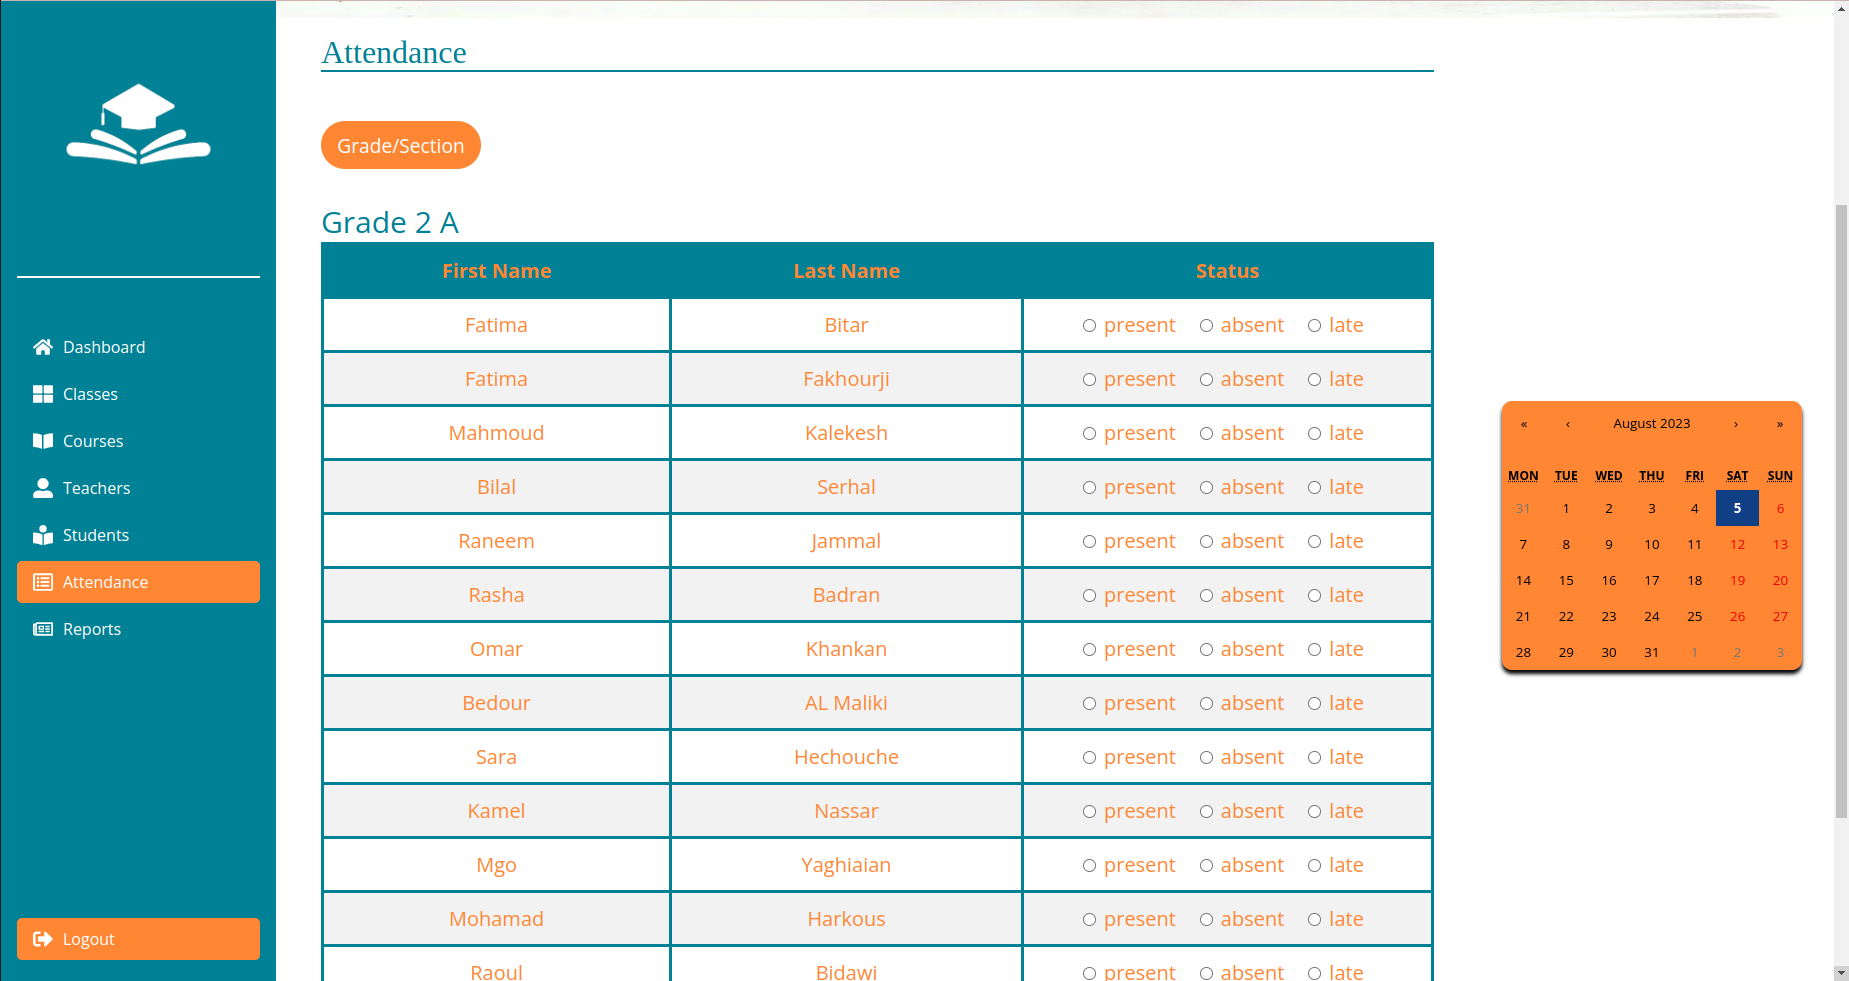 Dashboard
Classes
Courses
Teachers
Students
Attendance
Reports
Logout
Attendance
Grade/Section
Grade 2 A
First Name Last Name Status
Fatima Bitar present absent late
Fatima Fakhourji present absent late
Mahmoud Kalekesh present absent late
Bilal Serhal present absent late
Raneem Jammal present absent late
Rasha Badran present absent late
Omar Khankan present absent late
Bedour AL Maliki present absent late
Sara Hechouche present absent late
Kamel Nassar present absent late
Mgo Yaghiaian present absent late
Mohamad Harkous present absent late
Raoul Bidawi present absent late
« ‹ August 2023 › »
MON TUE WED THU FRI SAT SUN
31 1 2 3 4 5 6
7 8 9 10 11 12 13
14 15 16 17 18 19 20
21 22 23 24 25 26 27
28 29 30 31 1 2 3